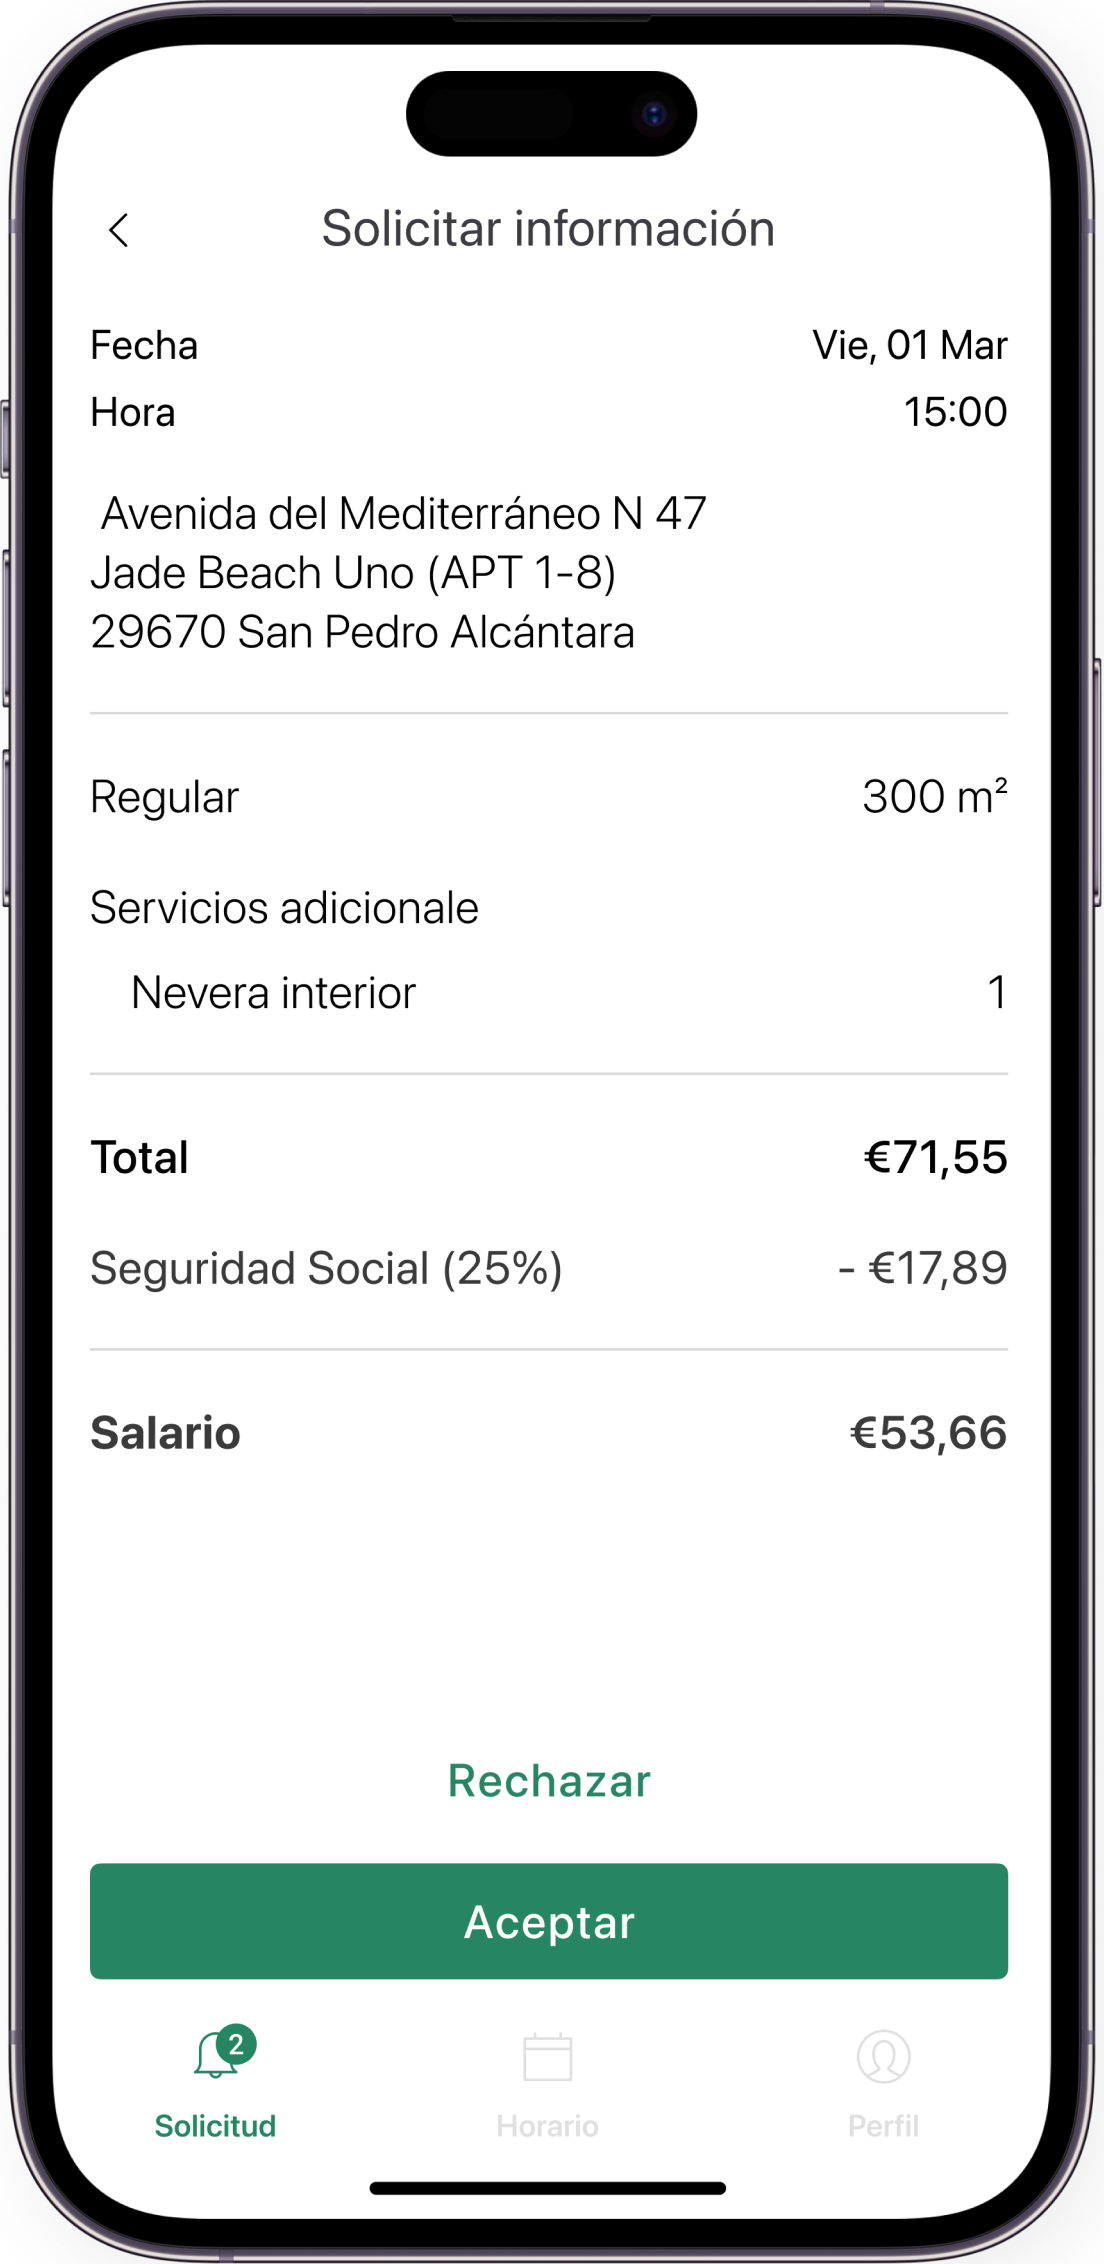 Solicitar información
Fecha Vie, 01 Mar
Hora 15:00
Avenida del Mediterráneo N 47
Jade Beach Uno (APT 1-8)
29670 San Pedro Alcántara
Regular 300 m²
Servicios adicionale
Nevera interior 1
Total €71,55
Seguridad Social (25%) - €17,89
Salario €53,66
Rechazar
Aceptar
2
Solicitud Horario Perfil